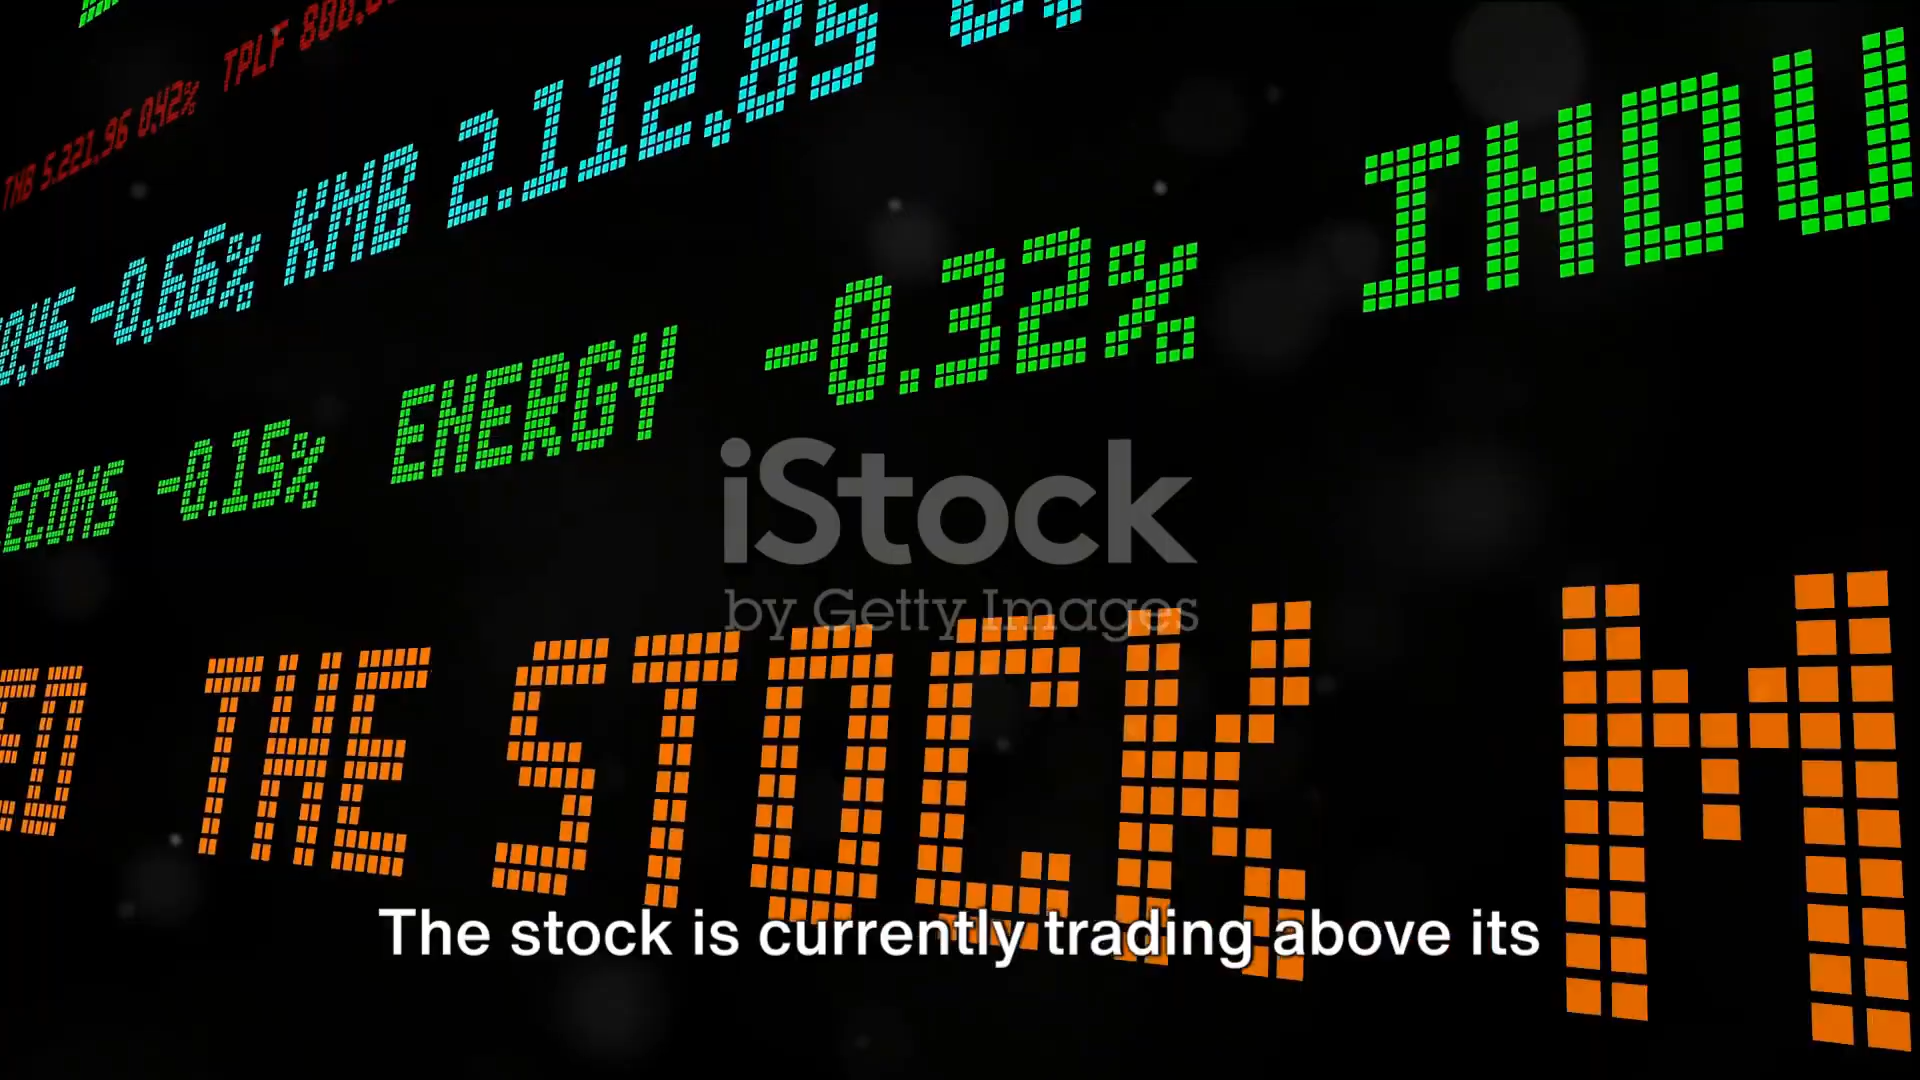 TPLF
TMB 5.221,96 0,42%
KMB 2.112,85
-0,66%
INDU
ENERGY -0.32%
ECOMS -0.15%
THE STOCK M
iStock
by Getty Images
The stock is currently trading above its